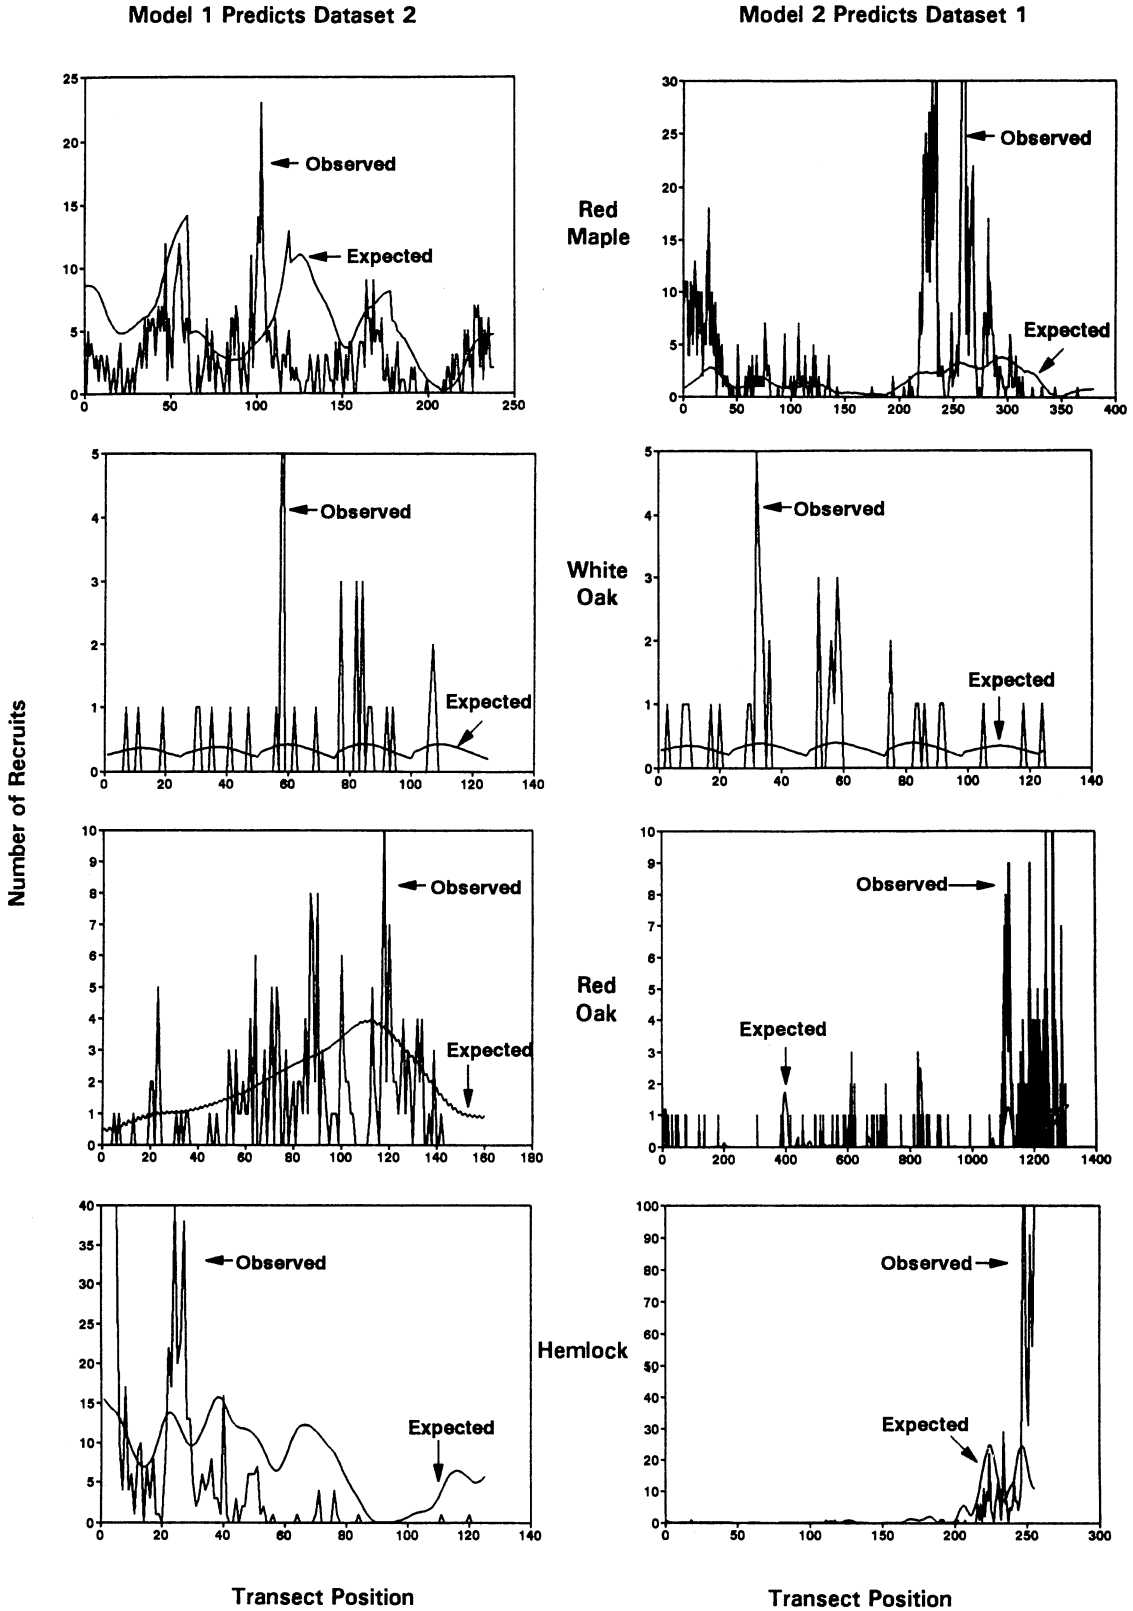 Model 1 Predicts Dataset 2
Model 2 Predicts Dataset 1
25
20
15
10
5
0
0 50 100 150 200 250
Observed
Expected
Red
Maple
30
25
20
15
10
5
0
0 50 100 150 200 250 300 350 400
Observed
Expected
5
4
3
2
1
0
0 20 40 60 80 100 120 140
Observed
Expected
White
Oak
5
4
3
2
1
0
0 20 40 60 80 100 120 140
Observed
Expected
Number of Recruits
10
9
8
7
6
5
4
3
2
1
0
0 20 40 60 80 100 120 140 160 180
Observed
Expected
Red
Oak
10
9
8
7
6
5
4
3
2
1
0
0 200 400 600 800 1000 1200 1400
Observed
Expected
40
35
30
25
20
15
10
5
0
0 20 40 60 80 100 120 140
Observed
Expected
Hemlock
100
90
80
70
60
50
40
30
20
10
0
0 50 100 150 200 250 300
Observed
Expected
Transect Position
Transect Position